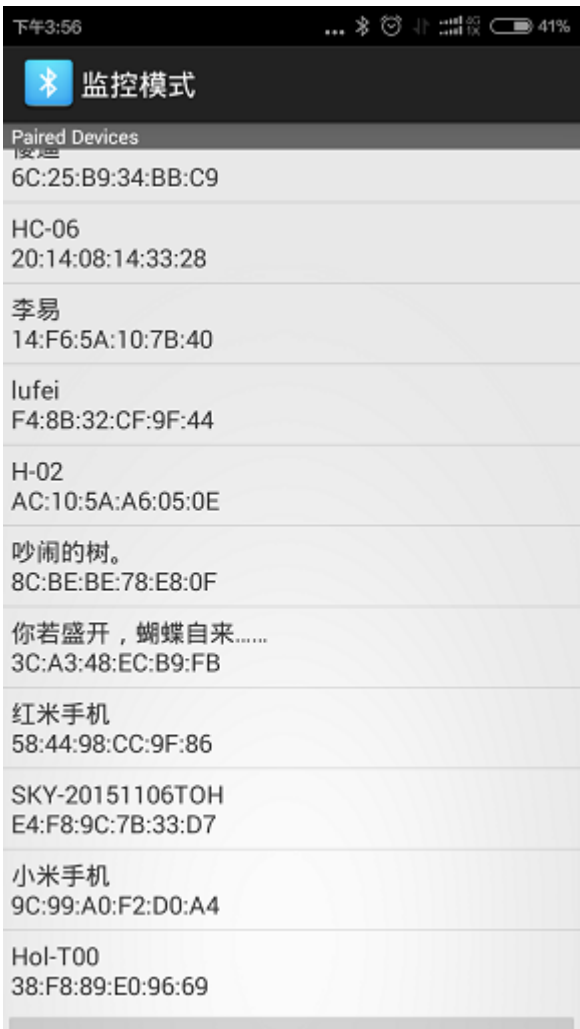 下午3:56
... 4G 1X 41%
监控模式
Paired Devices
6C:25:B9:34:BB:C9
HC-06
20:14:08:14:33:28
李易
14:F6:5A:10:7B:40
lufei
F4:8B:32:CF:9F:44
H-02
AC:10:5A:A6:05:0E
吵闹的树。
8C:BE:BE:78:E8:0F
你若盛开，蝴蝶自来……
3C:A3:48:EC:B9:FB
红米手机
58:44:98:CC:9F:86
SKY-20151106TOH
E4:F8:9C:7B:33:D7
小米手机
9C:99:A0:F2:D0:A4
Hol-T00
38:F8:89:E0:96:69